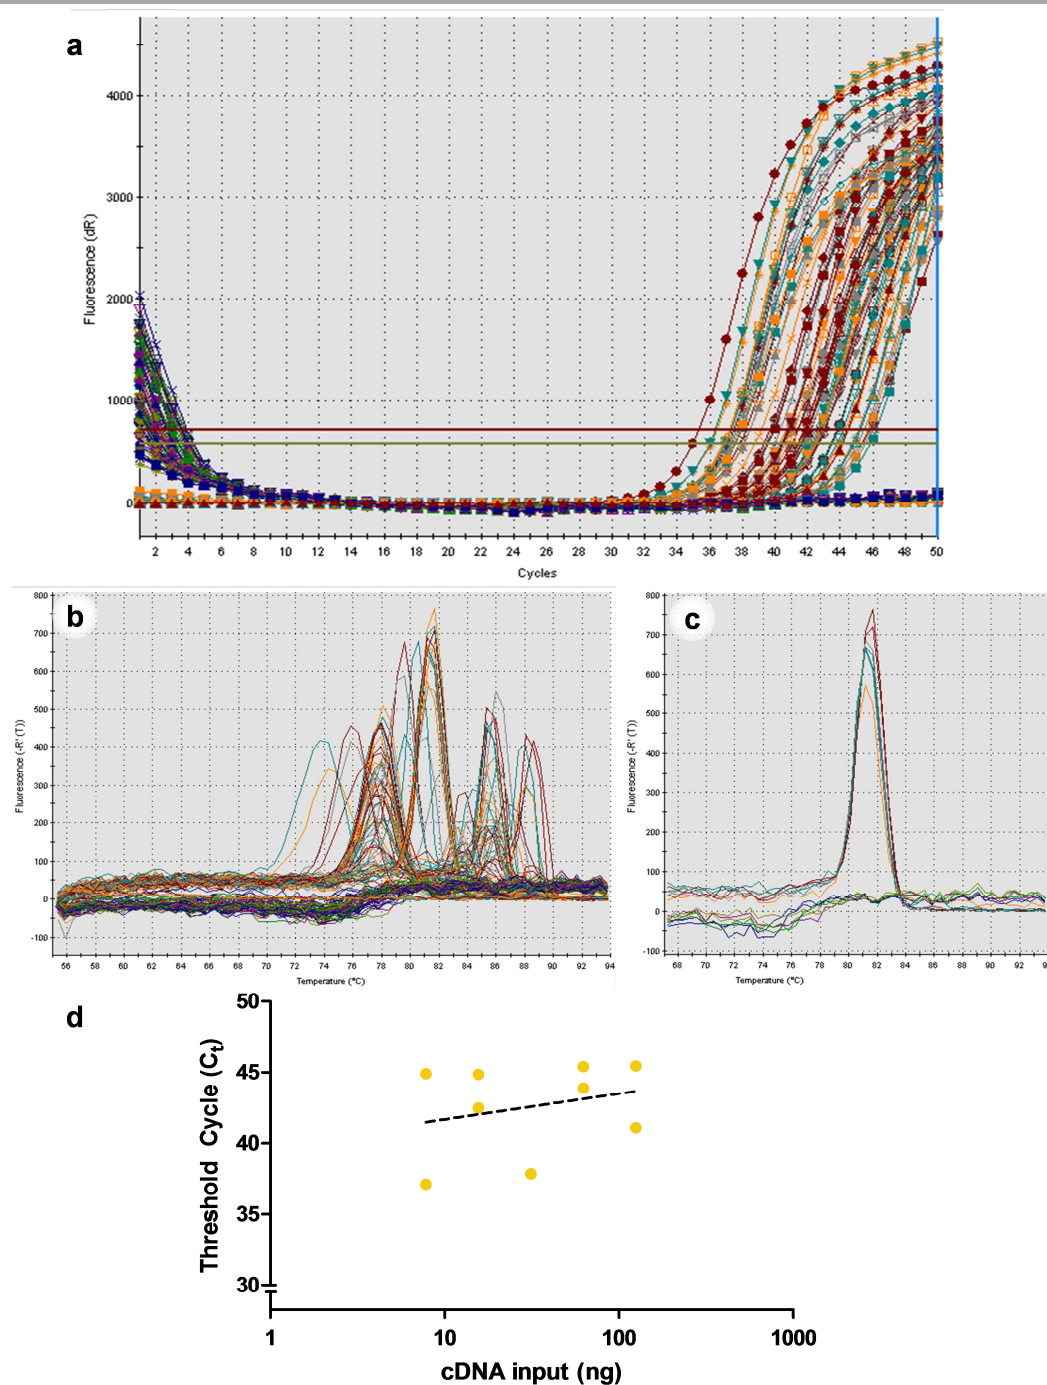 a
Fluorescence (dR)
4000
3000
2000
1000
0
2 4 6 8 10 12 14 16 18 20 22 24 26 28 30 32 34 36 38 40 42 44 46 48 50
Cycles
b
Fluorescence (-R' (T))
800
700
600
500
400
300
200
100
0
-100
56 58 60 62 64 66 68 70 72 74 76 78 80 82 84 86 88 90 92 94
Temperature (°C)
c
Fluorescence (-R' (T))
800
700
600
500
400
300
200
100
0
-100
68 70 72 74 76 78 80 82 84 86 88 90 92 9
Temperature (°C)
d
Threshold Cycle (Ct)
50
45
40
35
30
1 10 100 1000
cDNA input (ng)